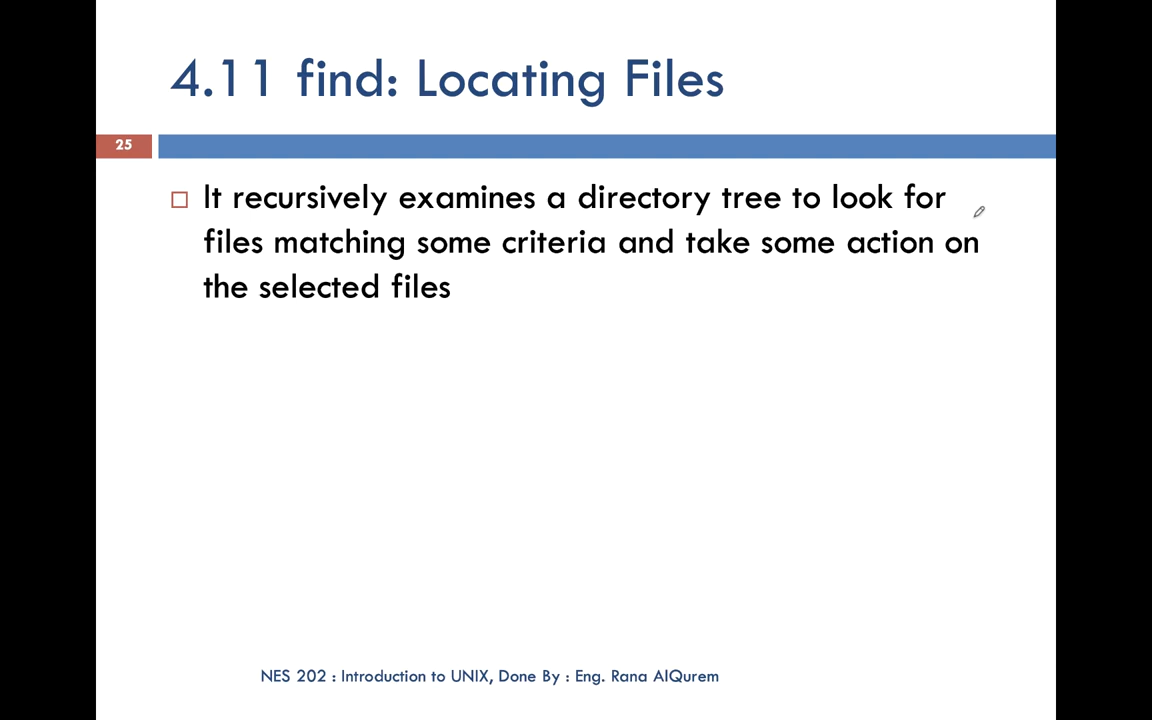 4.11 find: Locating Files
25
It recursively examines a directory tree to look for
files matching some criteria and take some action on
the selected files
NES 202 : Introduction to UNIX, Done By : Eng. Rana AlQurem